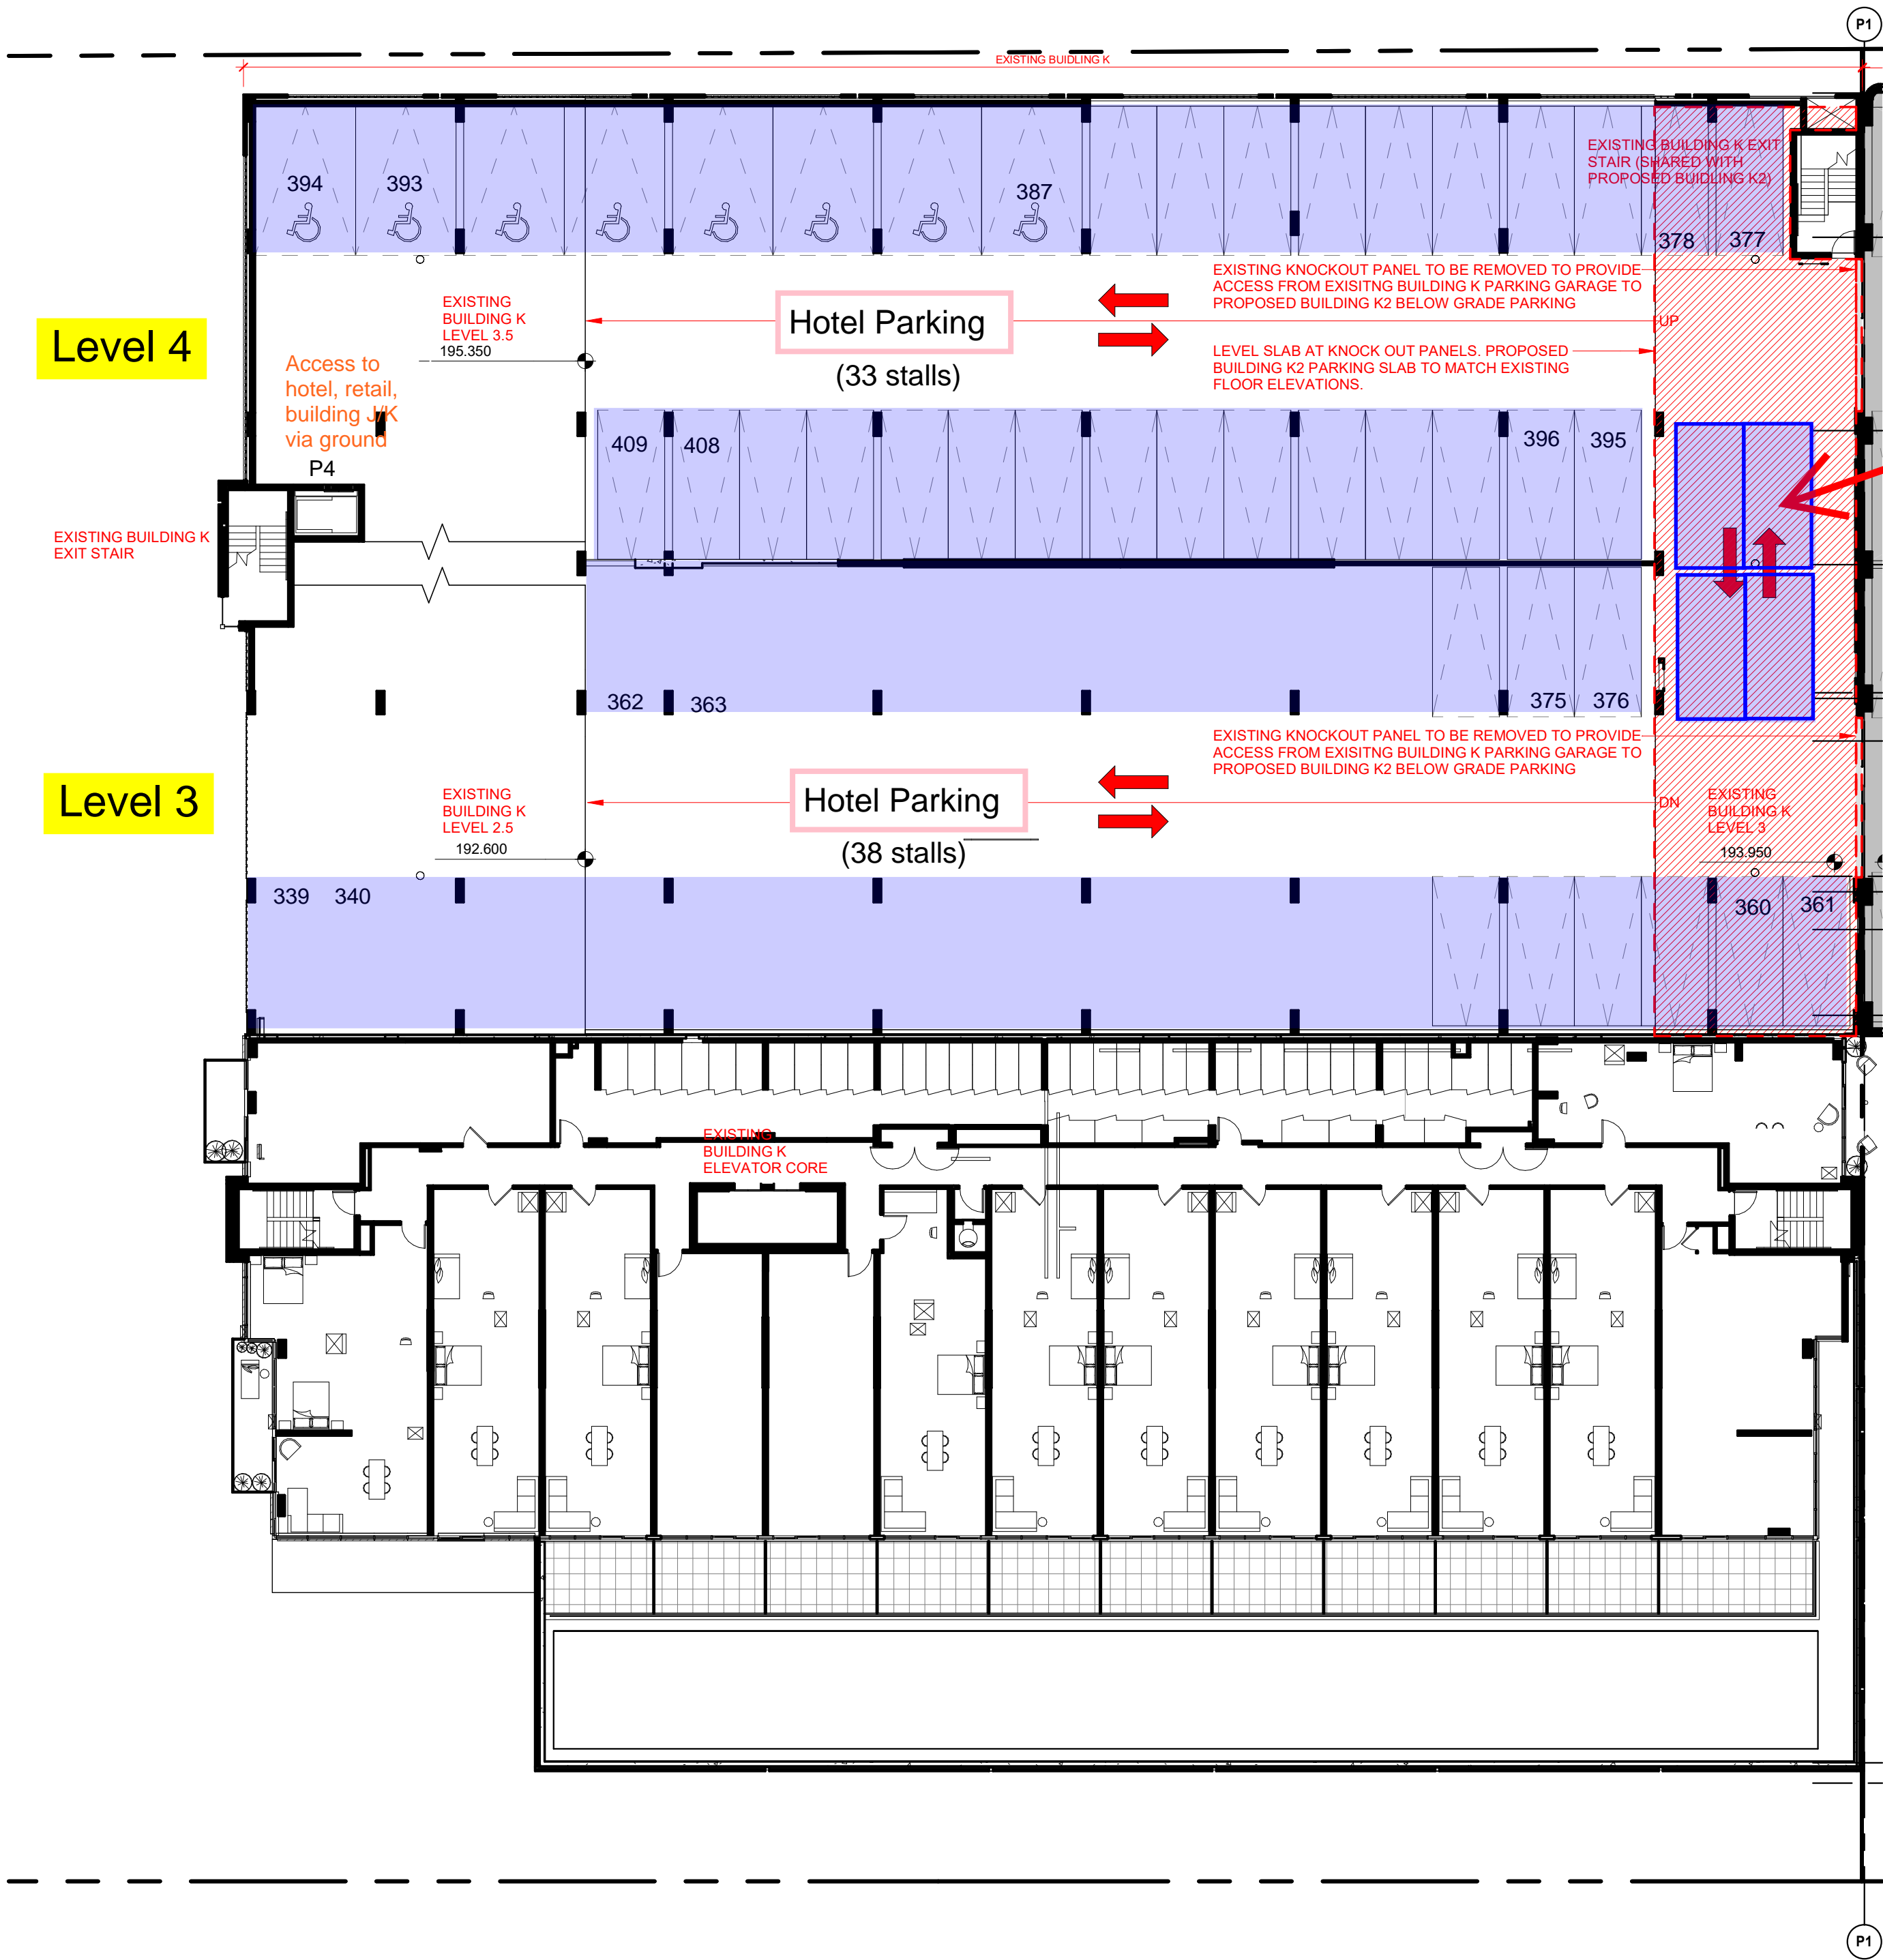 P1
EXISTING BUIDLING K
394
393
387
EXISTING BUILDING K EXIT
STAIR (SHARED WITH
PROPOSED BUIDLING K2)
378
377
EXISTING KNOCKOUT PANEL TO BE REMOVED TO PROVIDE
ACCESS FROM EXISITNG BUILDING K PARKING GARAGE TO
PROPOSED BUILDING K2 BELOW GRADE PARKING
EXISTING
BUILDING K
LEVEL 3.5
195.350
Hotel Parking
(33 stalls)
UP
Level 4
LEVEL SLAB AT KNOCK OUT PANELS. PROPOSED
BUILDING K2 PARKING SLAB TO MATCH EXISTING
FLOOR ELEVATIONS.
Access to
hotel, retail,
building J/K
via ground
P4
409
408
396
395
EXISTING BUILDING K
EXIT STAIR
362
363
375
376
EXISTING KNOCKOUT PANEL TO BE REMOVED TO PROVIDE
ACCESS FROM EXISITNG BUILDING K PARKING GARAGE TO
PROPOSED BUILDING K2 BELOW GRADE PARKING
Level 3
EXISTING
BUILDING K
LEVEL 2.5
192.600
Hotel Parking
(38 stalls)
DN
EXISTING
BUILDING K
LEVEL 3
193.950
339
340
360
361
EXISTING
BUILDING K
ELEVATOR CORE
P1